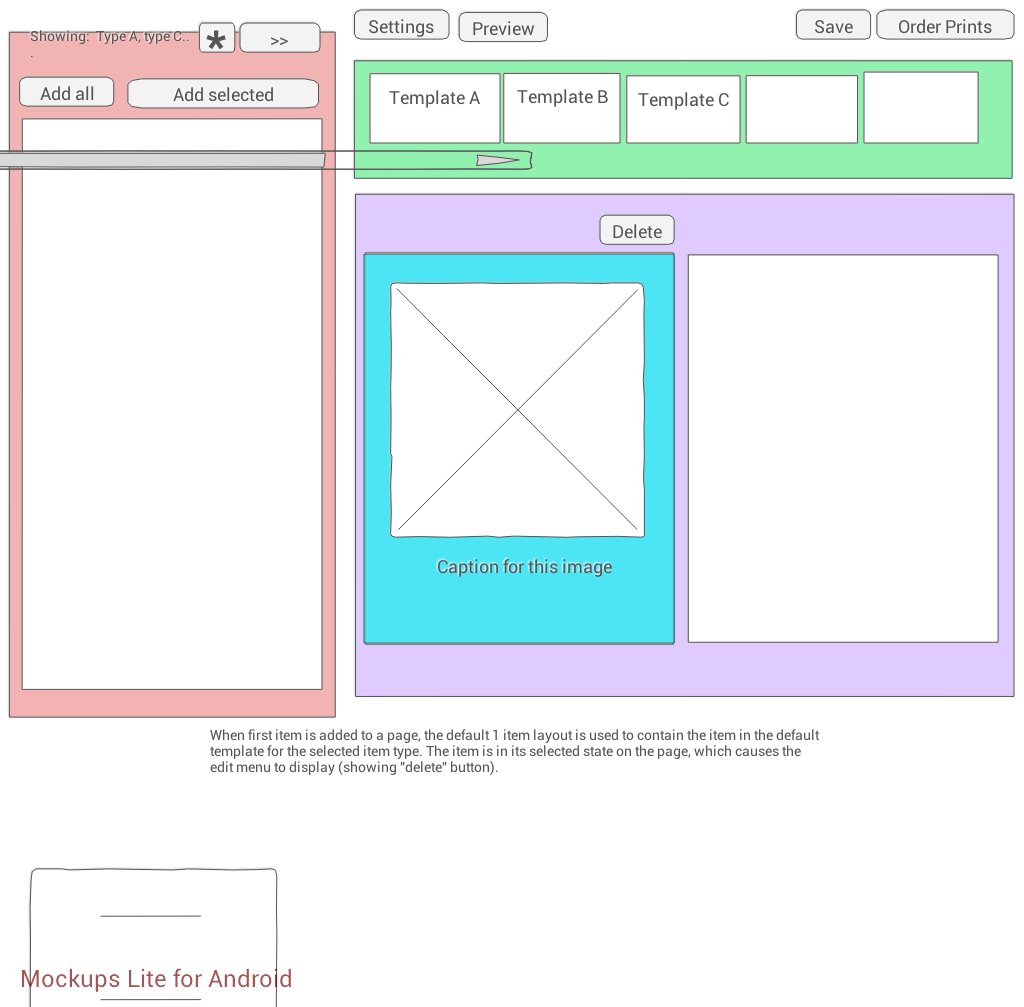 Settings
Preview
Save
Order Prints
Showing: Type A, type C..
.
*
>>
Add all
Add selected
Template A
Template B
Template C
Delete
Caption for this image
When first item is added to a page, the default 1 item layout is used to contain the item in the default
template for the selected item type. The item is in its selected state on the page, which causes the
edit menu to display (showing "delete" button).
Mockups Lite for Android